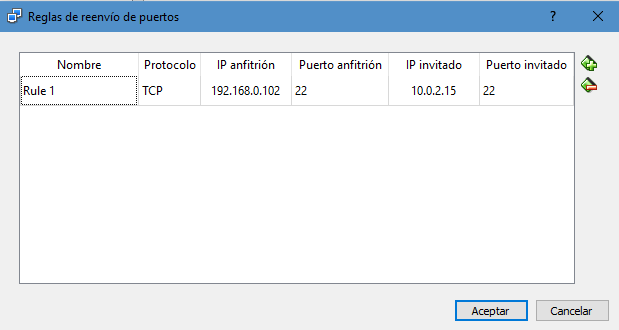 Reglas de reenvío de puertos
Nombre Protocolo IP anfitrión Puerto anfitrión IP invitado Puerto invitado
Rule 1 TCP 192.168.0.102 22 10.0.2.15 22
Aceptar Cancelar